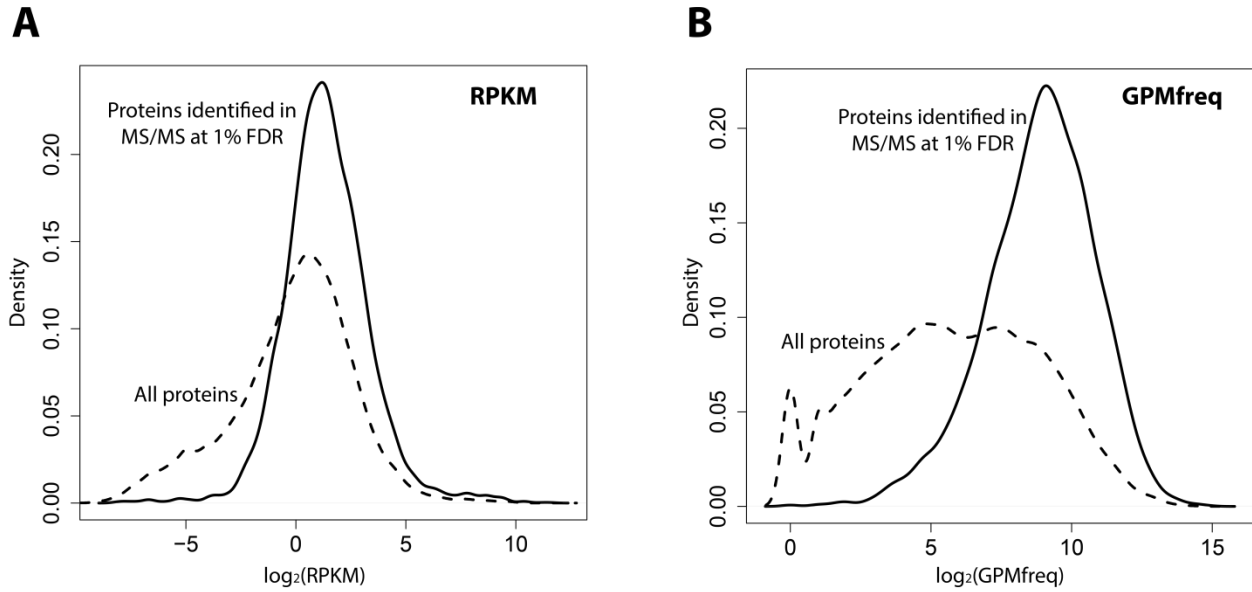 A
RPKM
Proteins identified in
MS/MS at 1% FDR
All proteins
Density
0.00
0.05
0.10
0.15
0.20
−5
0
5
10
log₂(RPKM)
B
GPMfreq
Proteins identified in
MS/MS at 1% FDR
All proteins
Density
0.00
0.05
0.10
0.15
0.20
0
5
10
15
log₂(GPMfreq)